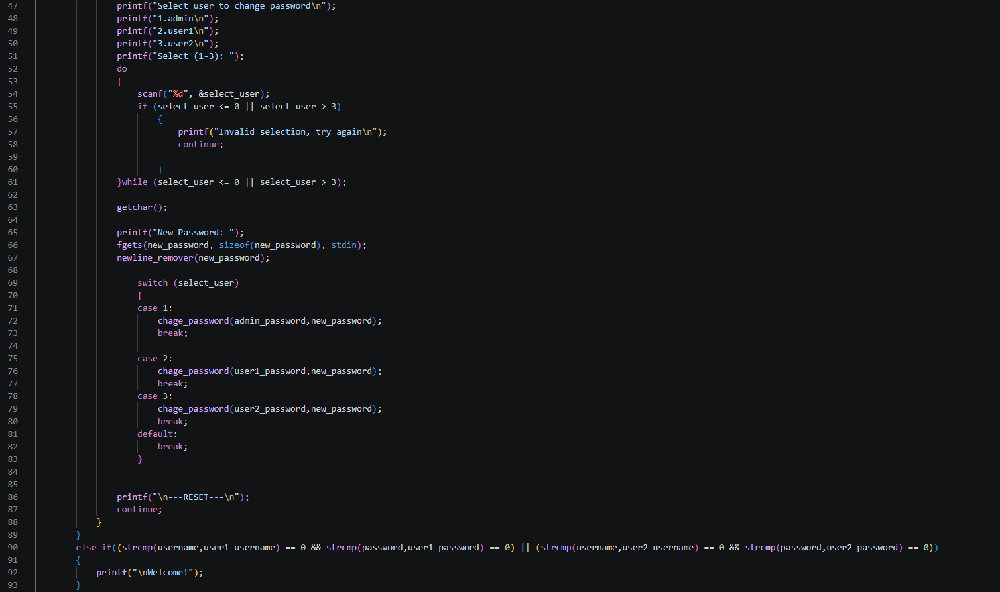 47 printf("Select user to change password\n");
48 printf("1.admin\n");
49 printf("2.user1\n");
50 printf("3.user2\n");
51 printf("Select (1-3): ");
52 do
53 {
54 scanf("%d", &select_user);
55 if (select_user <= 0 || select_user > 3)
56 {
57 printf("Invalid selection, try again\n");
58 continue;
59
60 }
61 }while (select_user <= 0 || select_user > 3);
62
63 getchar();
64
65 printf("New Password: ");
66 fgets(new_password, sizeof(new_password), stdin);
67 newline_remover(new_password);
68
69 switch (select_user)
70 {
71 case 1:
72 chage_password(admin_password,new_password);
73 break;
74
75 case 2:
76 chage_password(user1_password,new_password);
77 break;
78 case 3:
79 chage_password(user2_password,new_password);
80 break;
81 default:
82 break;
83 }
84
85
86 printf("\n---RESET---\n");
87 continue;
88 }
89 }
90 else if((strcmp(username,user1_username) == 0 && strcmp(password,user1_password) == 0) || (strcmp(username,user2_username) == 0 && strcmp(password,user2_password) == 0))
91 {
92 printf("\nWelcome!");
93 }